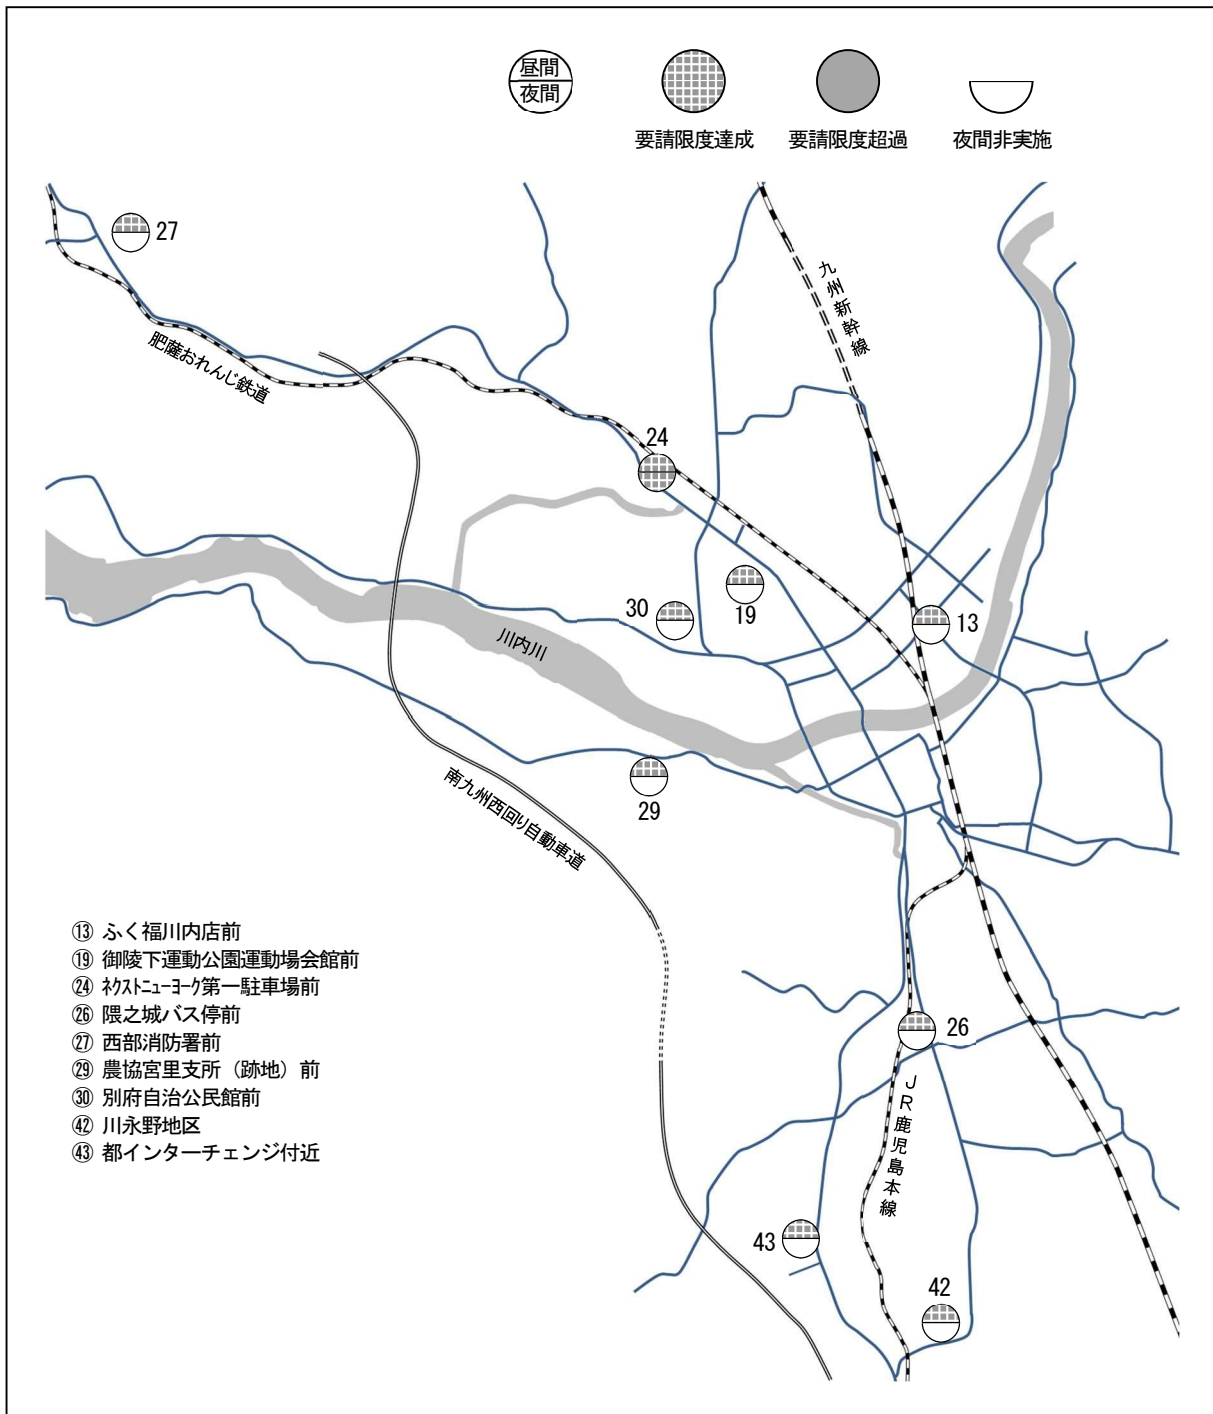 昼間
夜間
要請限度達成
要請限度超過
夜間非実施
27
九州新幹線
肥薩おれんじ鉄道
24
19
30
13
川内川
29
南九州西回り自動車道
⑬ ふく福川内店前
⑲ 御陵下運動公園運動場会館前
㉔ ネクストニューヨーク第一駐車場前
㉖ 隈之城バス停前
㉗ 西部消防署前
㉙ 農協宮里支所（跡地）前
㉚ 別府自治公民館前
㊷ 川永野地区
㊸ 都インターチェンジ付近
26
JR鹿児島本線
43
42